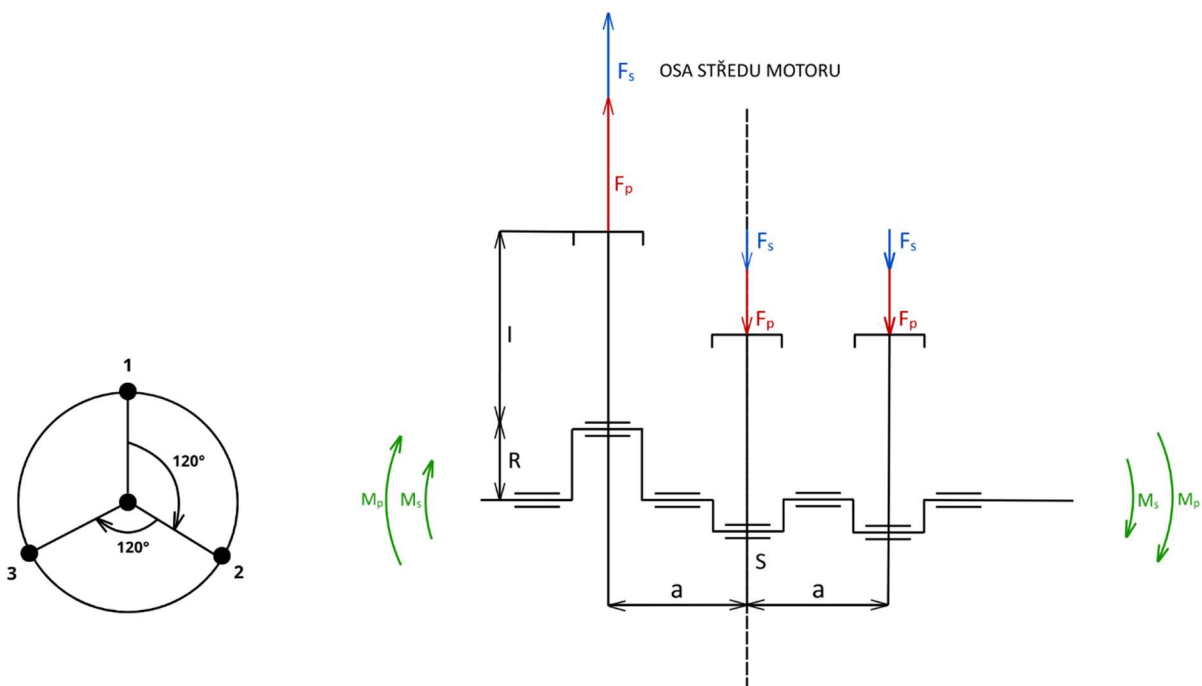 F_s
OSA STŘEDU MOTORU
F_p
F_s
F_s
F_p
F_p
l
1
R
120°
M_p
M_s
M_s
M_p
120°
S
3
2
a
a